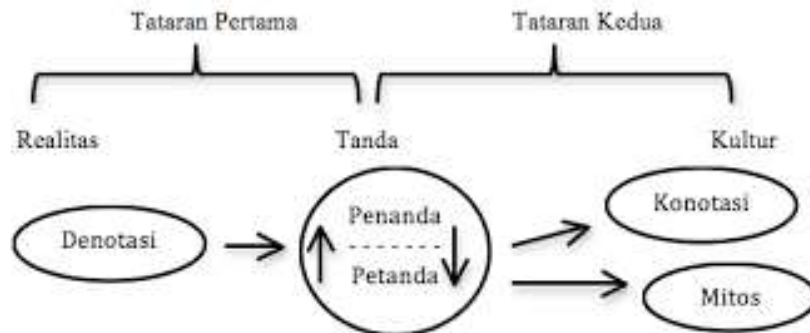 Tataran Pertama Tataran Kedua
Realitas Tanda Kultur
Penanda Konotasi
Denotasi
Petanda
Mitos